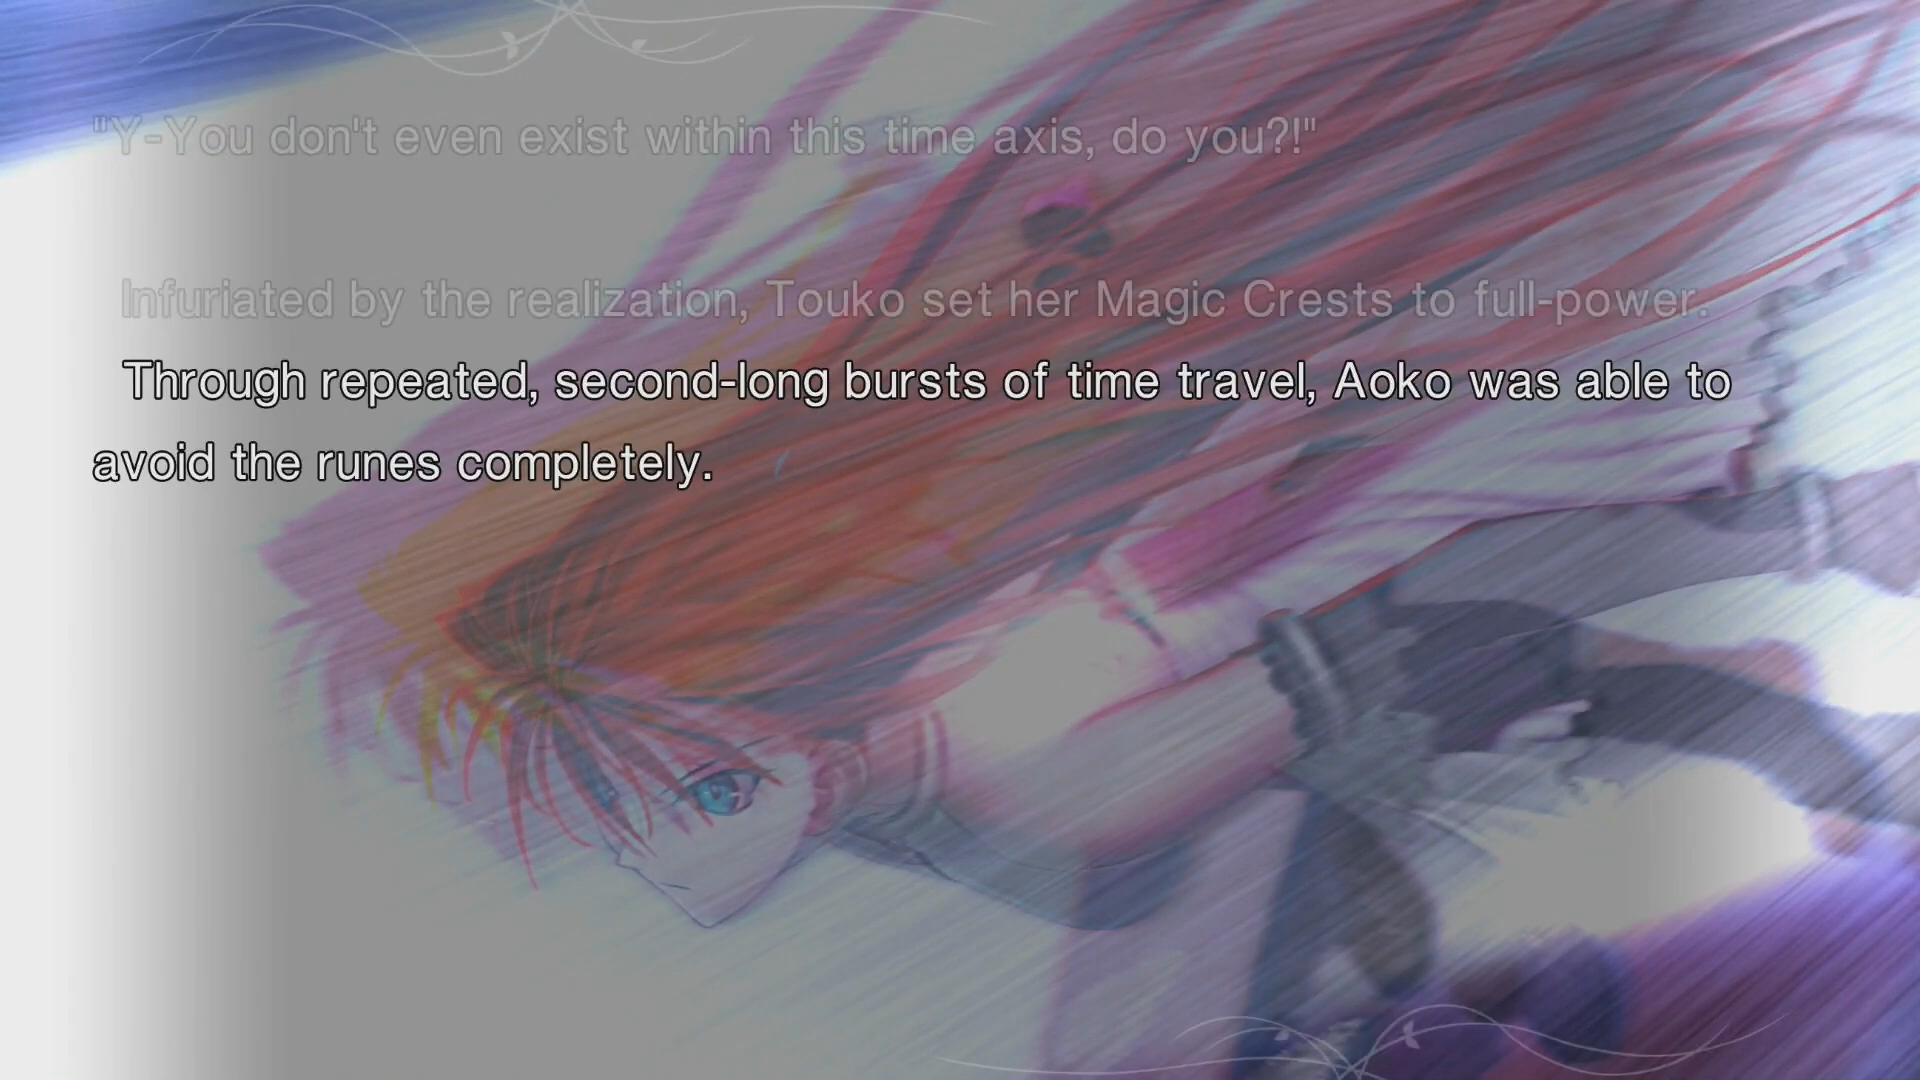 "Y-You don't even exist within this time axis, do you?!"
Infuriated by the realization, Touko set her Magic Crests to full-power.
Through repeated, second-long bursts of time travel, Aoko was able to
avoid the runes completely.